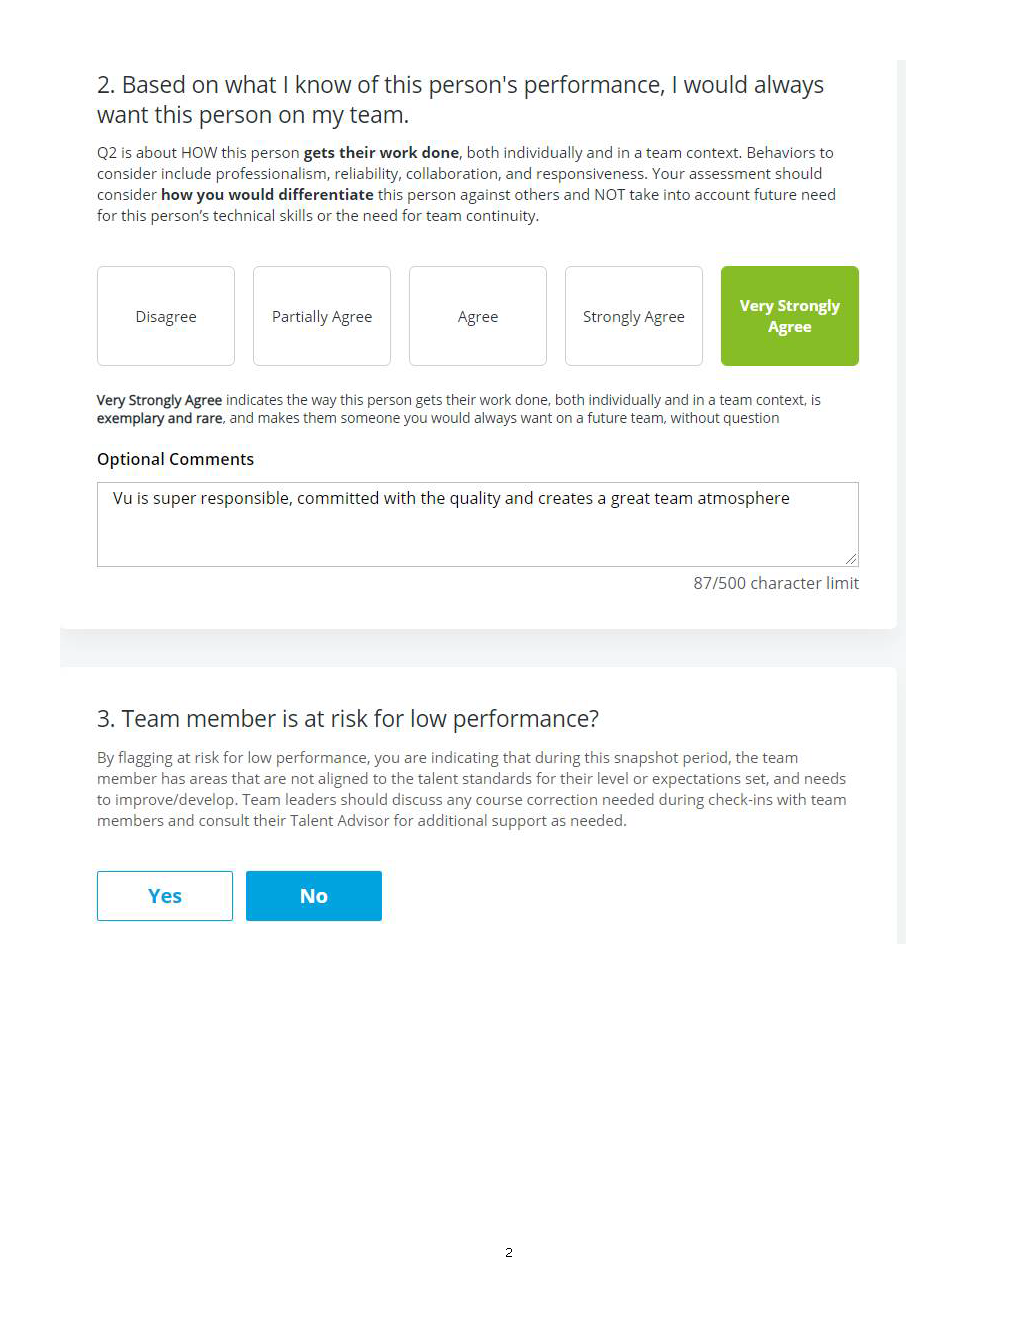 2. Based on what I know of this person's performance, I would always
want this person on my team.
Q2 is about HOW this person gets their work done, both individually and in a team context. Behaviors to
consider include professionalism, reliability, collaboration, and responsiveness. Your assessment should
consider how you would differentiate this person against others and NOT take into account future need
for this person’s technical skills or the need for team continuity.
Disagree
Partially Agree
Agree
Strongly Agree
Very Strongly
Agree
Very Strongly Agree indicates the way this person gets their work done, both individually and in a team context, is
exemplary and rare, and makes them someone you would always want on a future team, without question
Optional Comments
Vu is super responsible, committed with the quality and creates a great team atmosphere
87/500 character limit
3. Team member is at risk for low performance?
By flagging at risk for low performance, you are indicating that during this snapshot period, the team
member has areas that are not aligned to the talent standards for their level or expectations set, and needs
to improve/develop. Team leaders should discuss any course correction needed during check-ins with team
members and consult their Talent Advisor for additional support as needed.
Yes
No
2